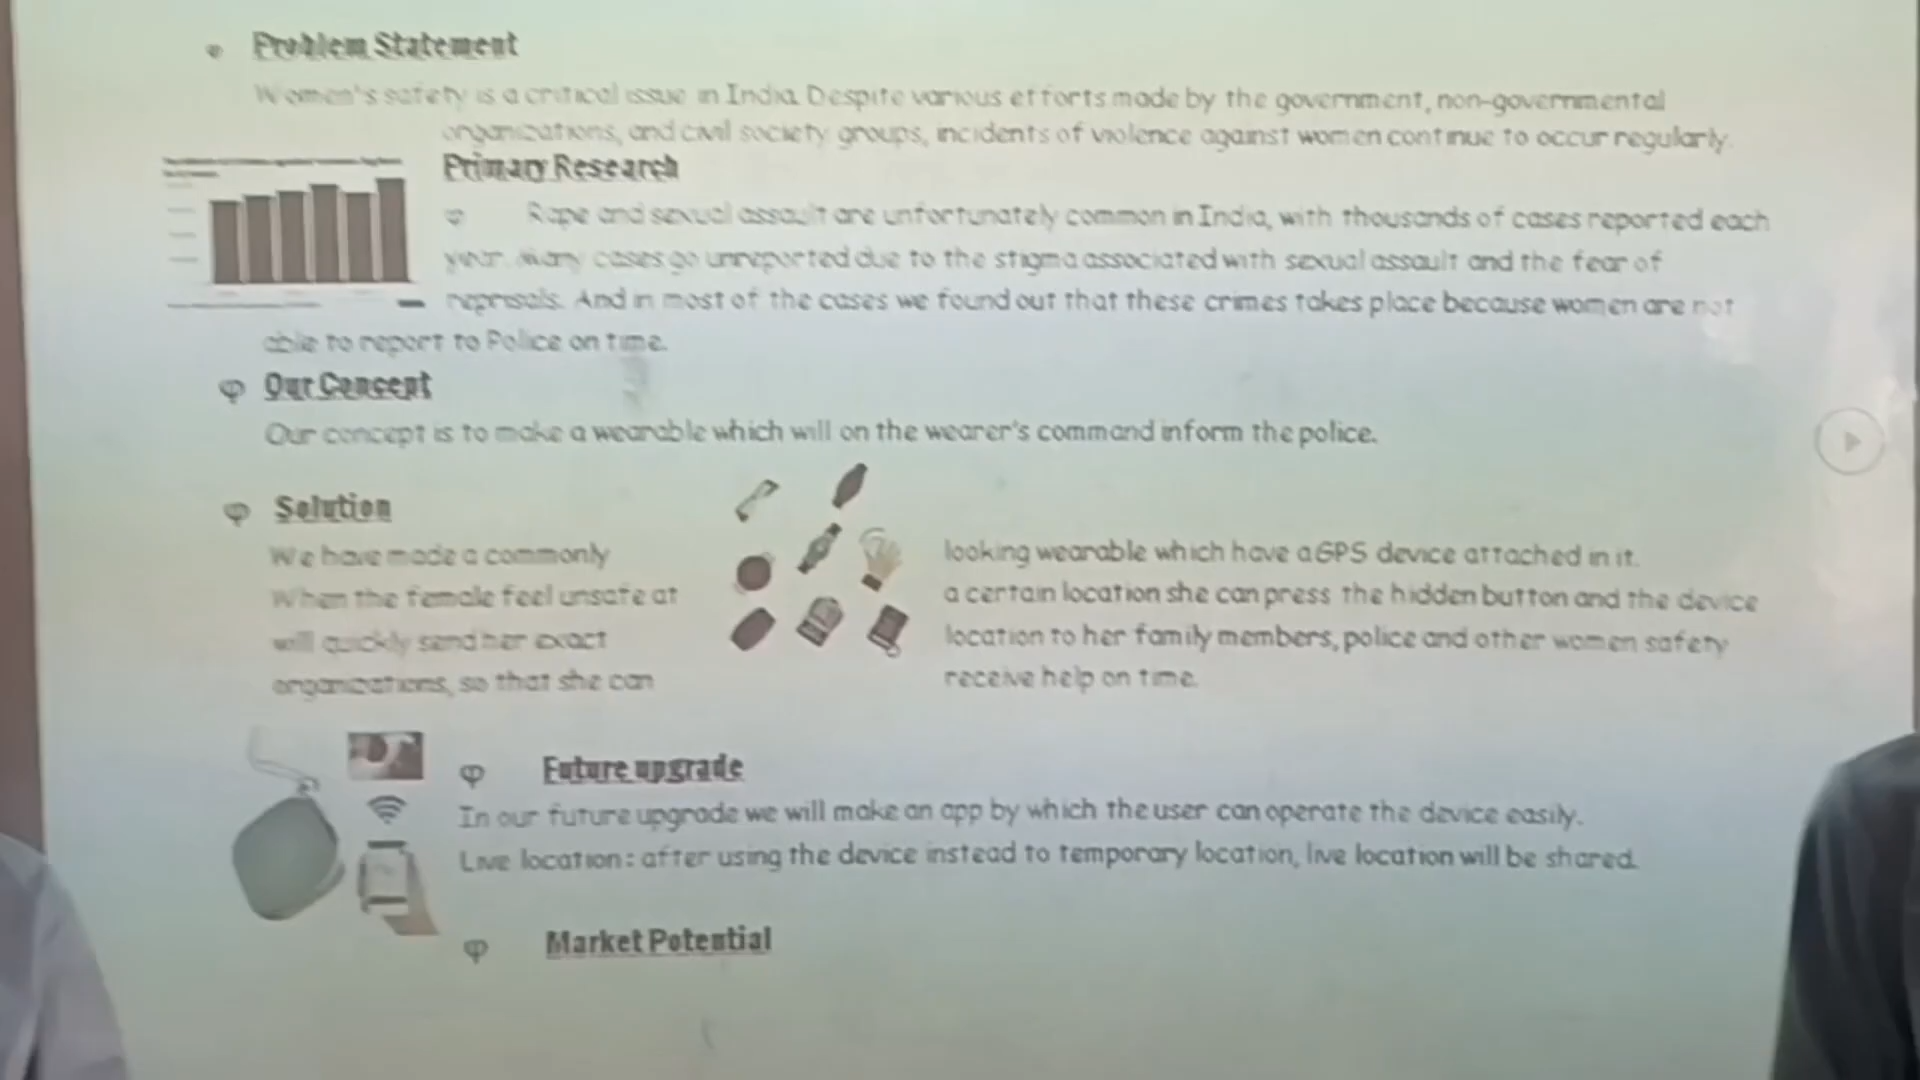 Problem Statement
Women's safety is a critical issue in India. Despite various efforts made by the government, non-governmental
organizations, and civil society groups, incidents of violence against women continue to occur regularly.
Primary Research
Rape and sexual assault are unfortunately common in India, with thousands of cases reported each
year. Many cases go unreported due to the stigma associated with sexual assault and the fear of
reprisals. And in most of the cases we found out that these crimes takes place because women are not
able to report to Police on time.
Our Concept
Our concept is to make a wearable which will on the wearer's command inform the police.
Solution
We have made a commonly looking wearable which have a GPS device attached in it.
When the female feel unsafe at a certain location she can press the hidden button and the device
will quickly send her exact location to her family members, police and other women safety
organizations, so that she can receive help on time.
Future upgrade
In our future upgrade we will make an app by which the user can operate the device easily.
Live location: after using the device instead to temporary location, live location will be shared.
Market Potential